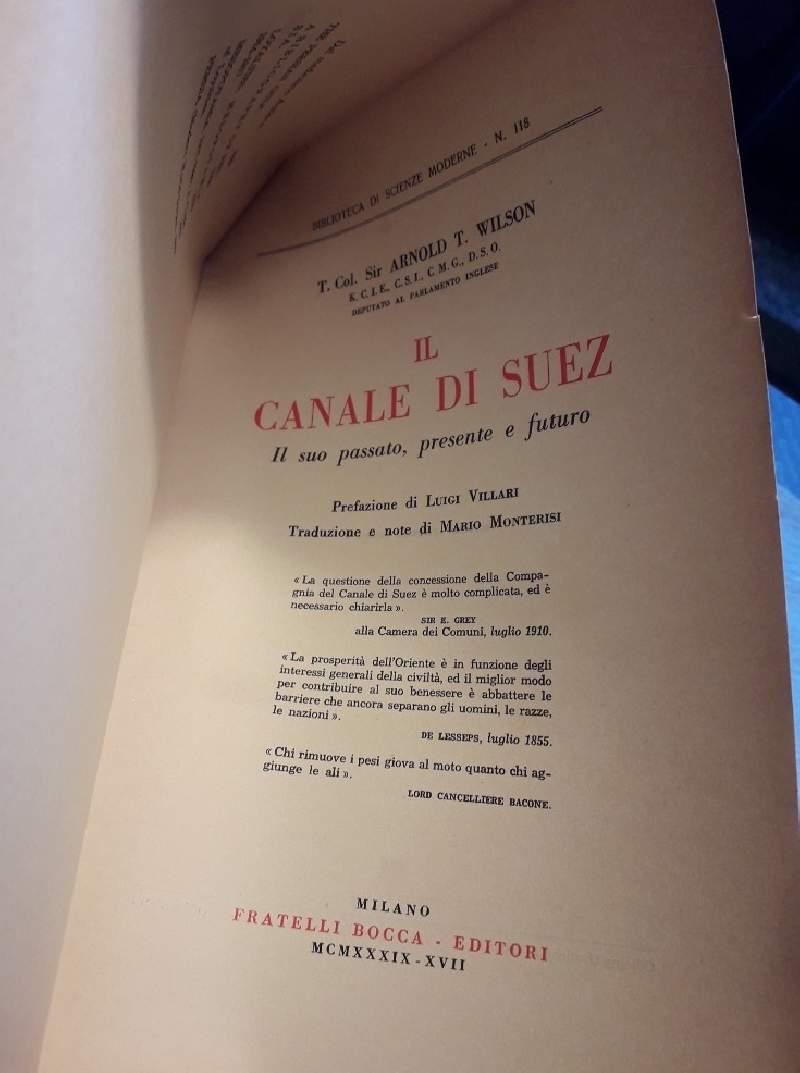 BIBLIOTECA DI SCIENZE MODERNE - N. 118
T. Col. Sir ARNOLD T. WILSON
K. C. I. E., C. S. I., C. M. G., D. S. O.
DEPUTATO AL PARLAMENTO INGLESE
IL
CANALE DI SUEZ
Il suo passato, presente e futuro
Prefazione di LUIGI VILLARI
Traduzione e note di MARIO MONTERISI
« La questione della concessione della Compa-
gnia del Canale di Suez è molto complicata, ed è
necessario chiarirla ».
SIR E. GREY
alla Camera dei Comuni, luglio 1910.
« La prosperità dell'Oriente è in funzione degli
interessi generali della civiltà, ed il miglior modo
per contribuire al suo benessere è abbattere le
barriere che ancora separano gli uomini, le razze,
le nazioni ».
DE LESSEPS, luglio 1855.
« Chi rimuove i pesi giova al moto quanto chi ag-
giunge le ali ».
LORD CANCELLIERE BACONE.
MILANO
FRATELLI BOCCA - EDITORI
MCMXXXIX - XVII